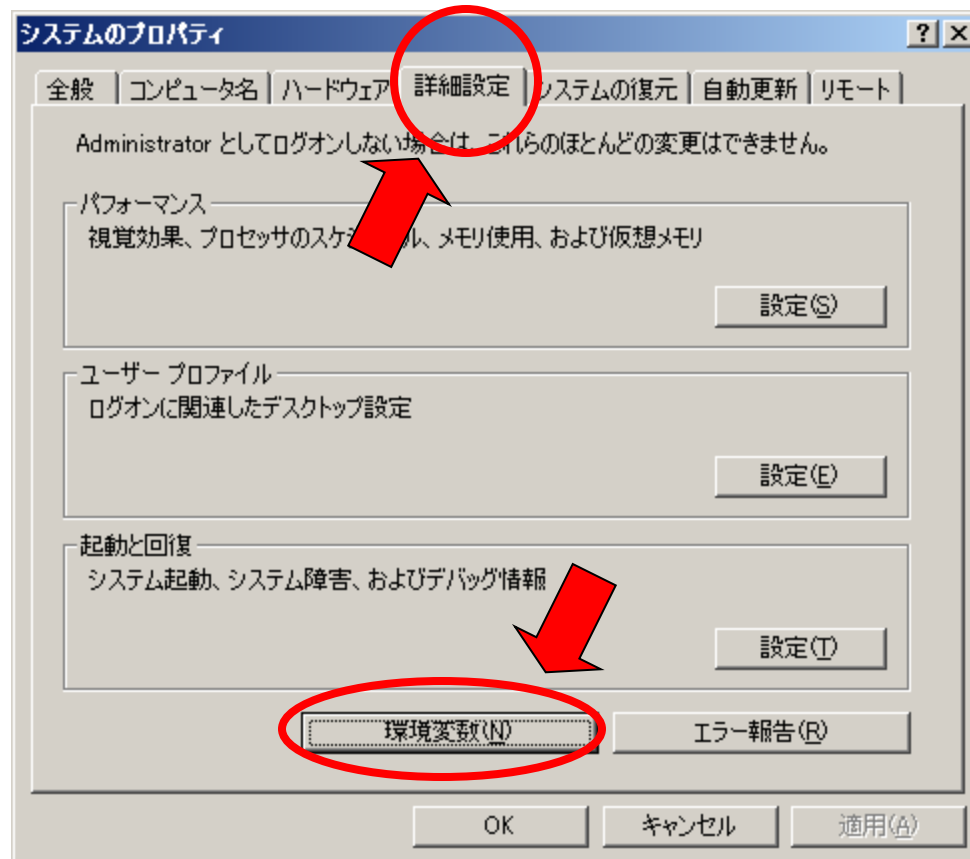 システムのプロパティ
全般 コンピュータ名 ハードウェア 詳細設定 システムの復元 自動更新 リモート
Administrator としてログオンしない場合は、これらのほとんどの変更はできません。
パフォーマンス
視覚効果、プロセッサのスケジュール、メモリ使用、および仮想メモリ
設定(S)
ユーザー プロファイル
ログオンに関連したデスクトップ設定
設定(E)
起動と回復
システム起動、システム障害、およびデバッグ情報
設定(T)
環境変数(N) エラー報告(R)
OK キャンセル 適用(A)